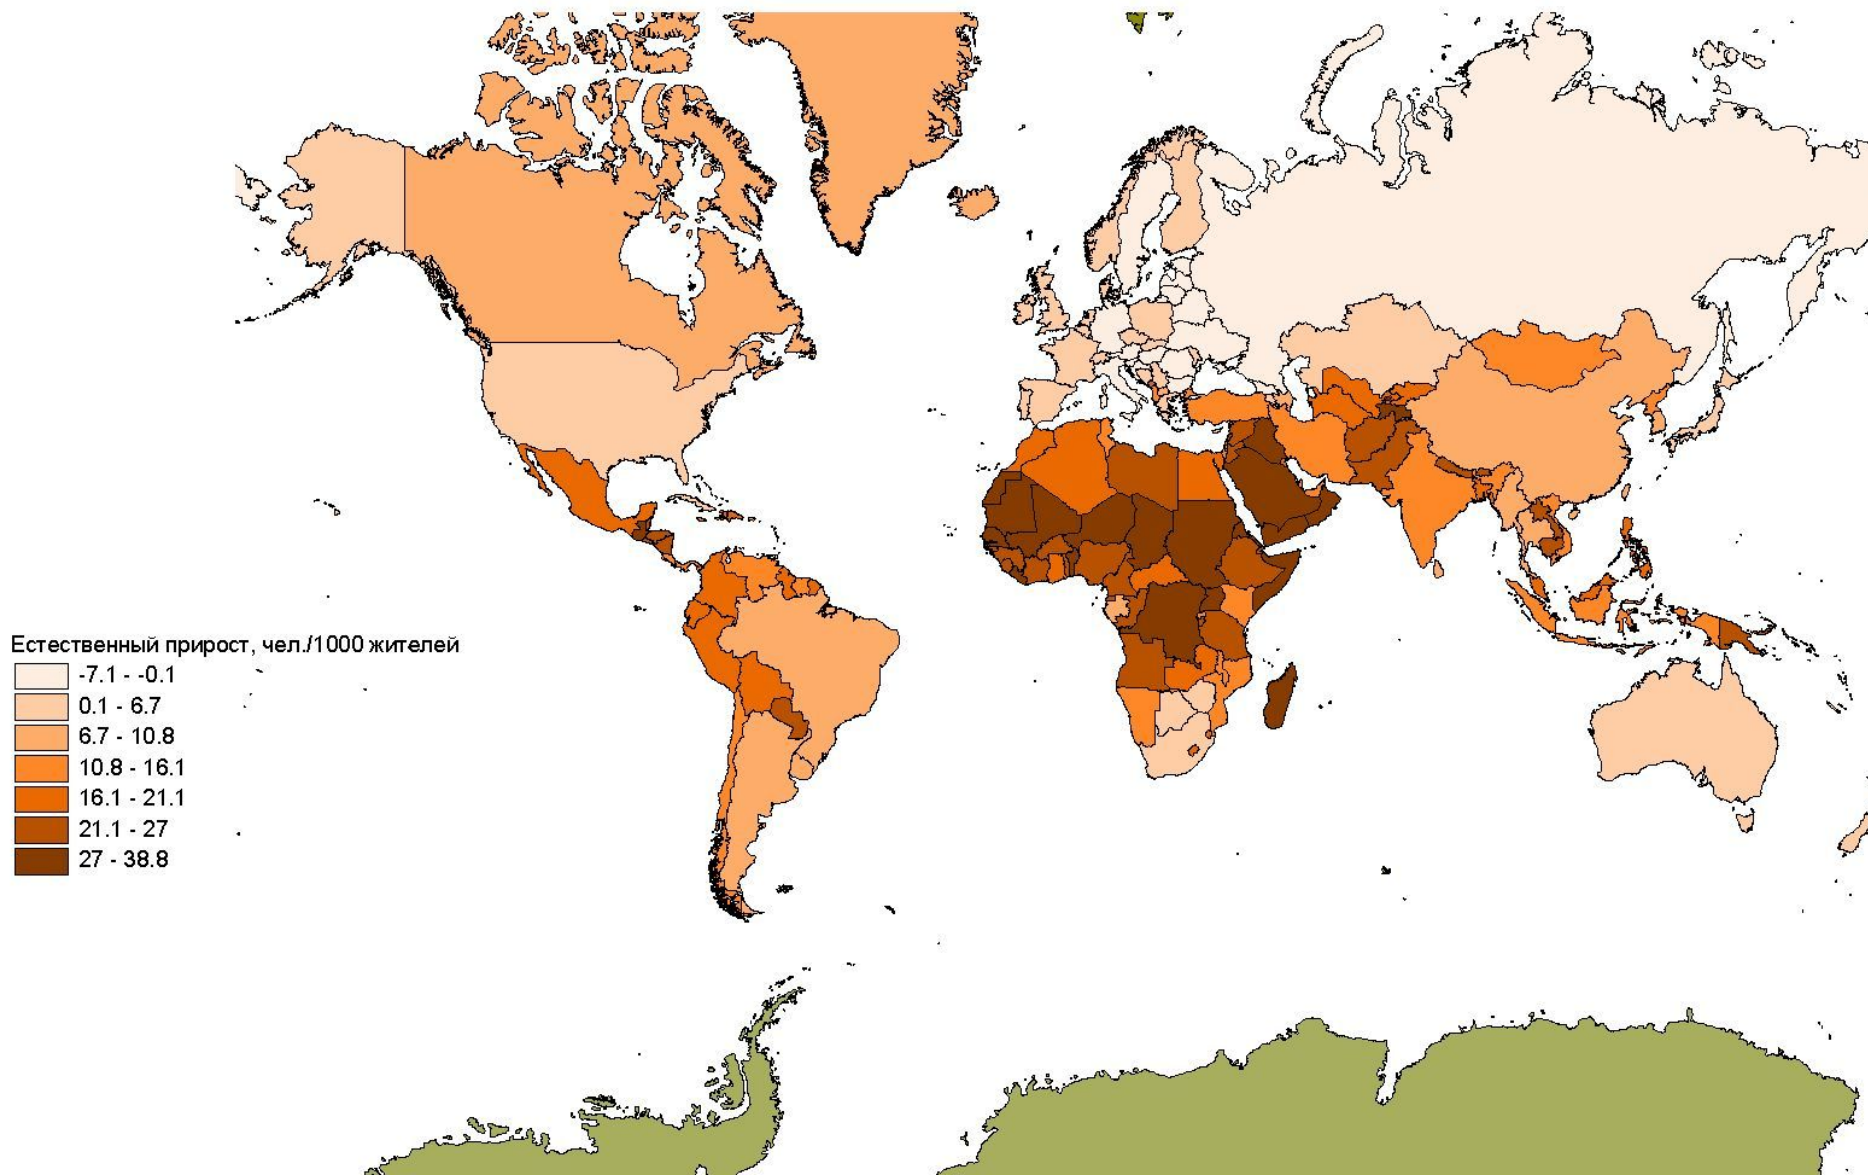 Естественный прирост, чел./1000 жителей
-7.1 - -0.1
0.1 - 6.7
6.7 - 10.8
10.8 - 16.1
16.1 - 21.1
21.1 - 27
27 - 38.8